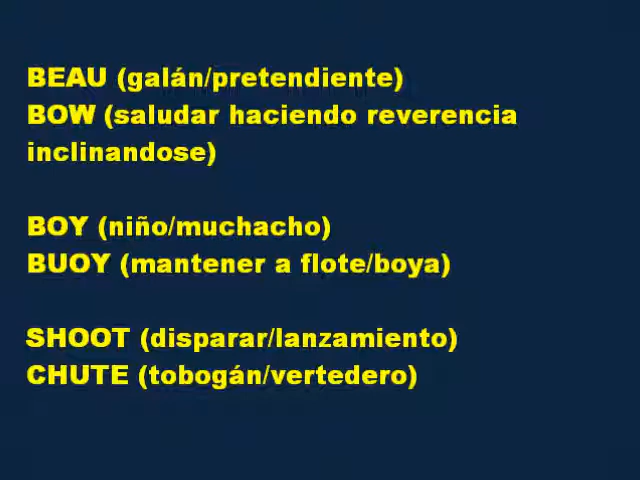 BEAU (galán/pretendiente)
BOW (saludar haciendo reverencia
inclinandose)
BOY (niño/muchacho)
BUOY (mantener a flote/boya)
SHOOT (disparar/lanzamiento)
CHUTE (tobogán/vertedero)